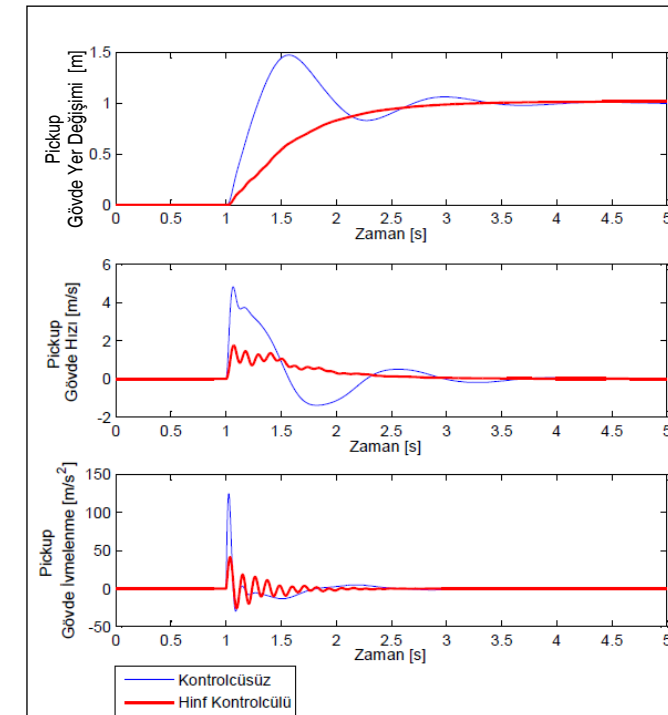 Pickup
Gövde Yer Değişimi [m]
1.5
1
0.5
0
0 0.5 1 1.5 2 2.5 3 3.5 4 4.5 5
Zaman [s]
Pickup
Gövde Hızı [m/s]
6
4
2
0
-2
0 0.5 1 1.5 2 2.5 3 3.5 4 4.5 5
Zaman [s]
Pickup
Gövde İvmelenme [m/s²]
150
100
50
0
-50
0 0.5 1 1.5 2 2.5 3 3.5 4 4.5 5
Zaman [s]
Kontrolcüsüz
Hinf Kontrolcülü